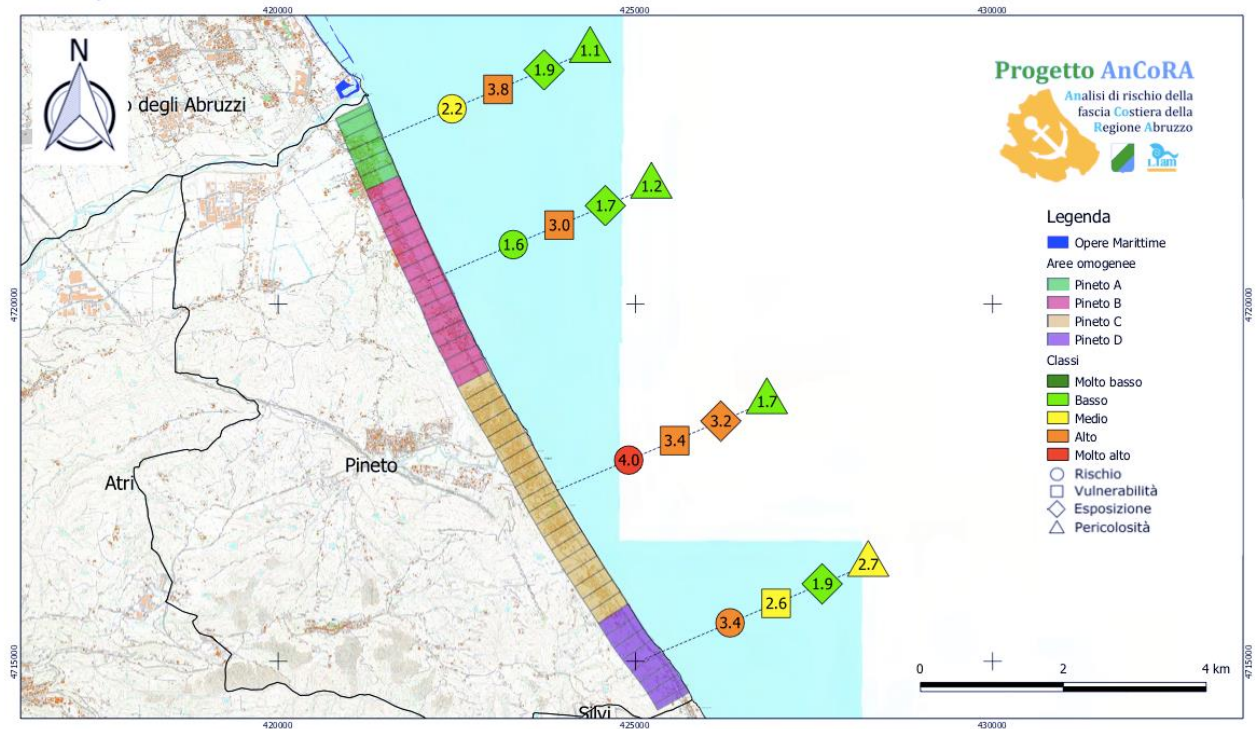 420000
425000
430000
N
o degli Abruzzi
2.2
3.8
1.9
1.1
Progetto AnCoRA
Analisi di rischio della
fascia Costiera della
Regione Abruzzo
L.I.am
1.6
3.0
1.7
1.2
Legenda
Opere Marittime
Aree omogenee
Pineto A
Pineto B
Pineto C
Pineto D
Classi
Molto basso
Basso
Medio
Alto
Molto alto
Rischio
Vulnerabilità
Esposizione
Pericolosità
4720000
4720000
4.0
3.4
3.2
1.7
Pineto
Atri
3.4
2.6
1.9
2.7
4715000
4715000
0
2
4 km
Silvi
420000
425000
430000